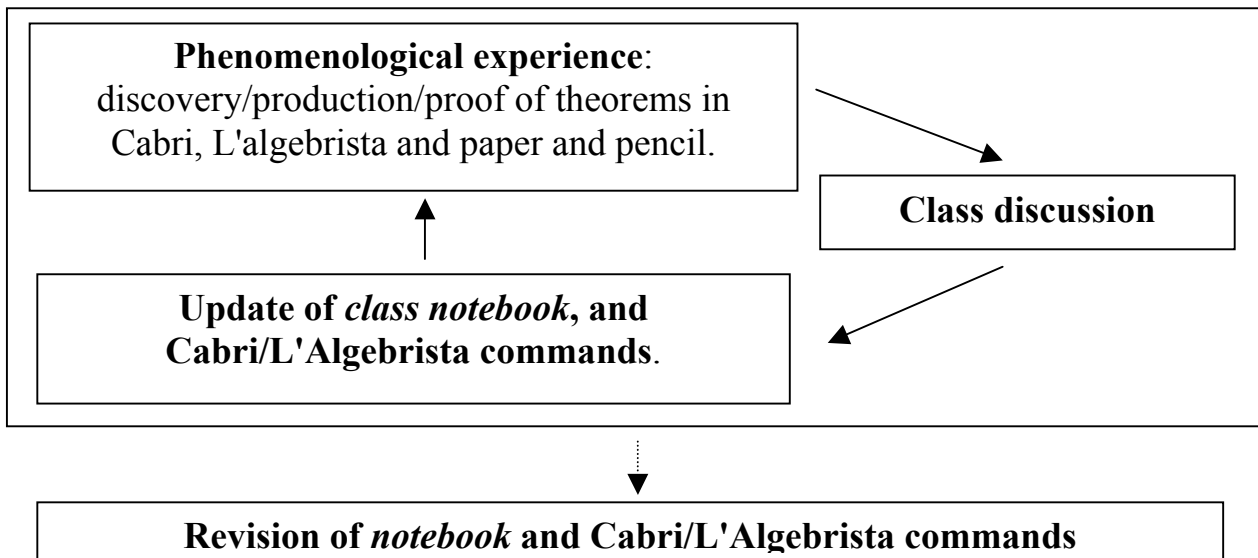 Phenomenological experience:
discovery/production/proof of theorems in
Cabri, L'algebrista and paper and pencil.
Class discussion
Update of class notebook, and
Cabri/L'Algebrista commands.
Revision of notebook and Cabri/L'Algebrista commands